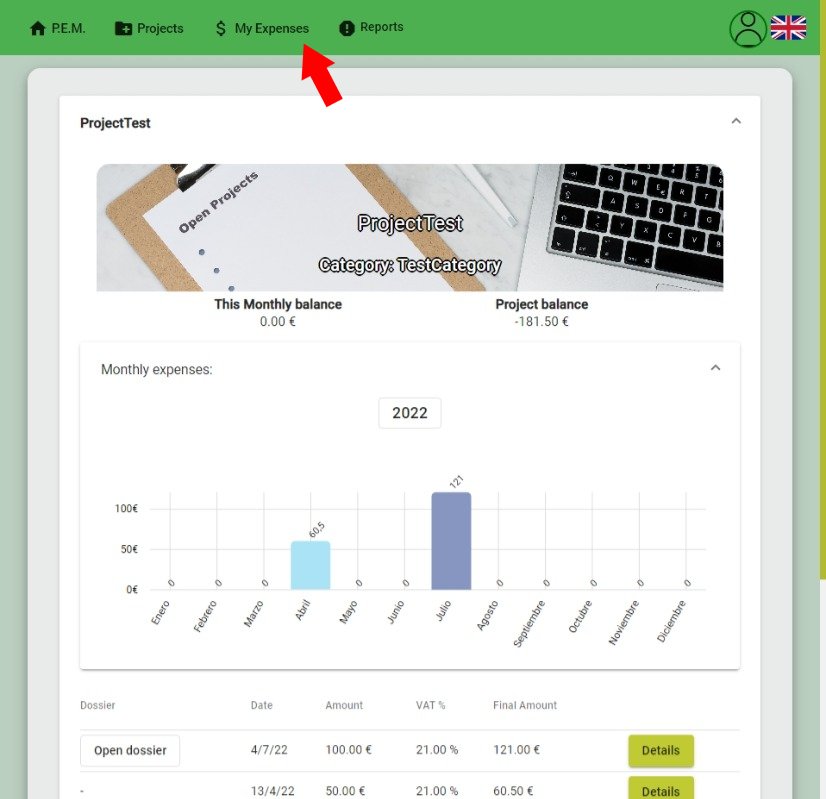 P.E.M. Projects $ My Expenses Reports
ProjectTest
Open Projects
ProjectTest
Category: TestCategory
This Monthly balance Project balance
0.00 € -181.50 €
Monthly expenses:
2022
121
100€
60,5
50€
0€ 0 0 0 0 0 0 0 0 0 0
Enero Febrero Marzo Abril Mayo Junio Julio Agosto Septiembre Octubre Noviembre Diciembre
Dossier Date Amount VAT % Final Amount
Open dossier 4/7/22 100.00 € 21.00 % 121.00 € Details
- 13/4/22 50.00 € 21.00 % 60.50 € Details